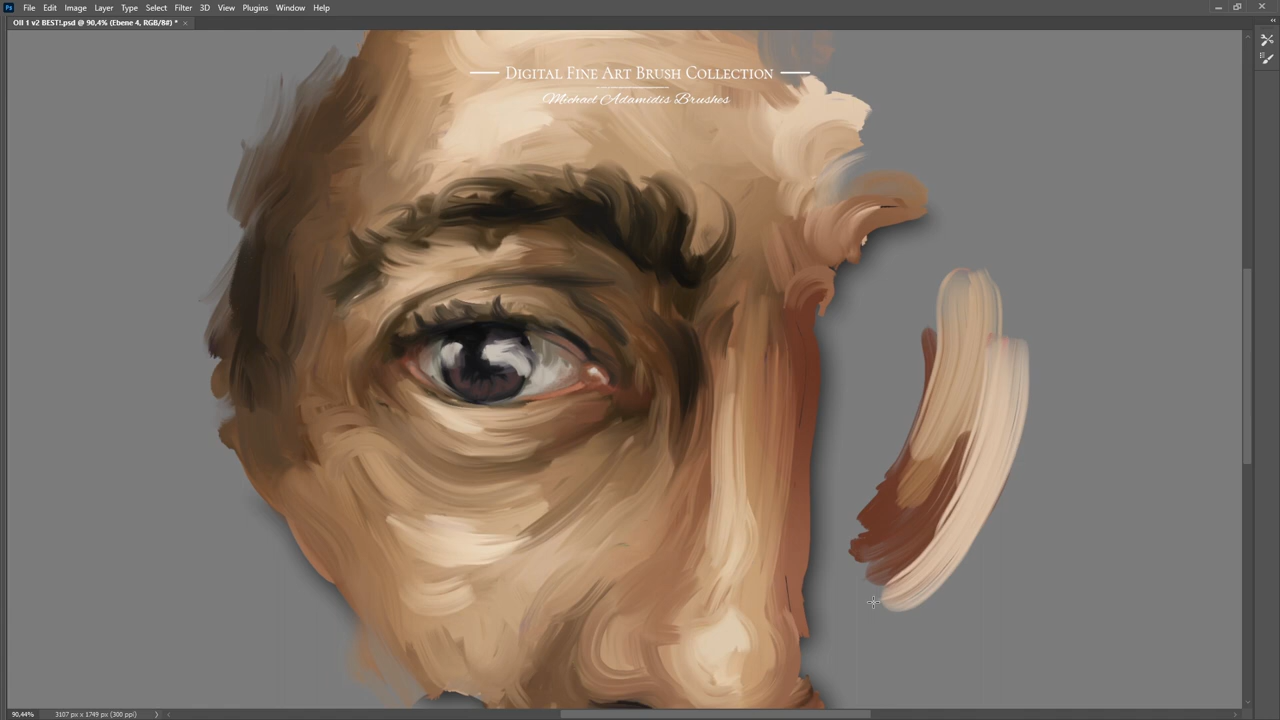 Ps File Edit Image Layer Type Select Filter 3D View Plugins Window Help
Oll 1 v2 BEST!.psd @ 90,4% (Ebene 4, RGB/8#) * ×
DIGITAL FINE ART BRUSH COLLECTION
Michael Adamidis Brushes
90,44% 3107 px x 1749 px (300 ppi)